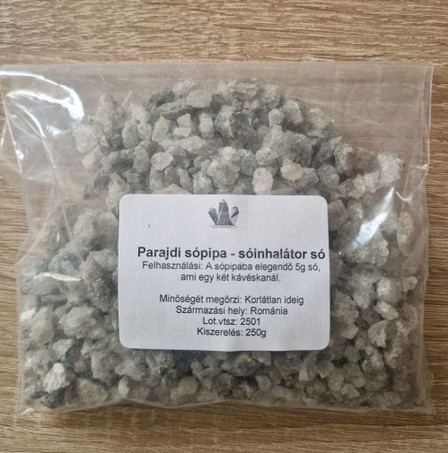 Parajdi sópipa - sóinhalátor só
Felhasználási: A sópipába elegendő 5g só,
ami egy két kávéskanál.
Minőségét megőrzi: Korlátlan ideig
Származási hely: Románia
Lot.vtsz: 2501
Kiszerelés: 250g